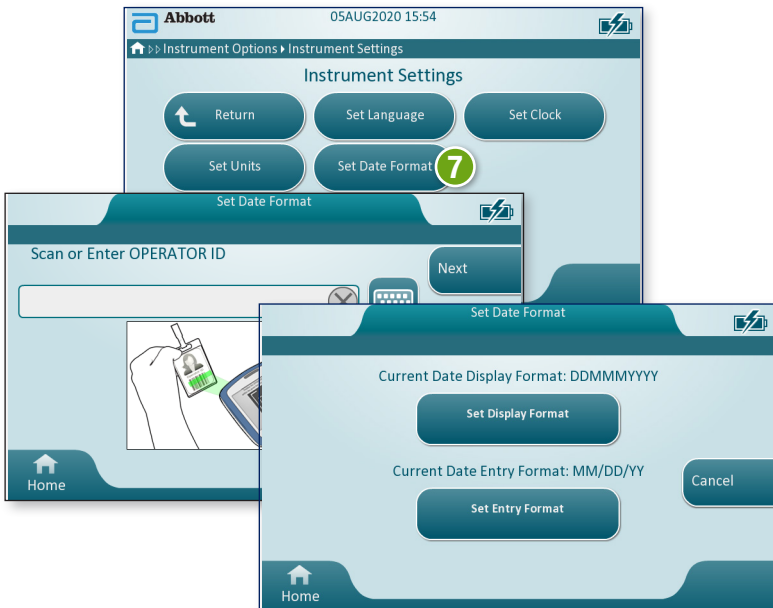 Abbott
05AUG2020 15:54
Instrument Options Instrument Settings
Instrument Settings
Return
Set Language
Set Clock
Set Units
Set Date Format
7
Set Date Format
Scan or Enter OPERATOR ID
Next
Home
Set Date Format
Current Date Display Format: DDMMMYYYY
Set Display Format
Current Date Entry Format: MM/DD/YY
Set Entry Format
Cancel
Home